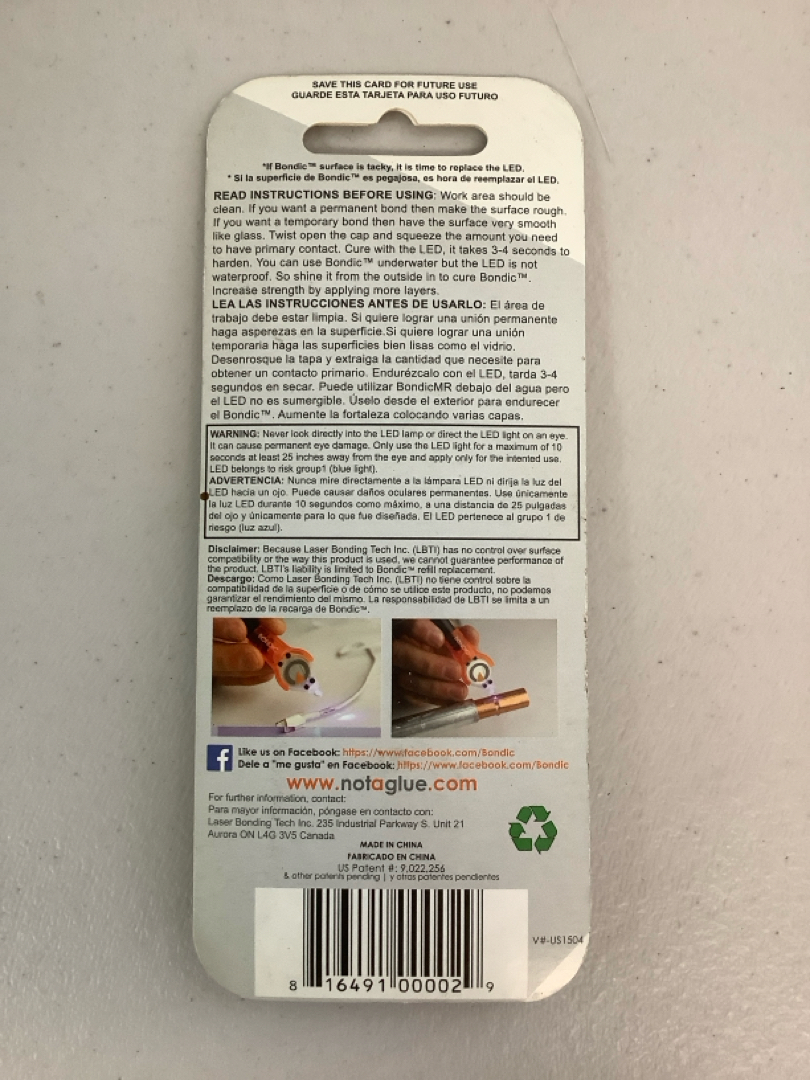 SAVE THIS CARD FOR FUTURE USE
GUARDE ESTA TARJETA PARA USO FUTURO
*If Bondic™ surface is tacky, it is time to replace the LED.
* Si la superficie de Bondic™ es pegajosa, es hora de reemplazar el LED.
READ INSTRUCTIONS BEFORE USING: Work area should be
clean. If you want a permanent bond then make the surface rough.
If you want a temporary bond then have the surface very smooth
like glass. Twist open the cap and squeeze the amount you need
to have primary contact. Cure with the LED, it takes 3-4 seconds to
harden. You can use Bondic™ underwater but the LED is not
waterproof. So shine it from the outside in to cure Bondic™.
Increase strength by applying more layers.
LEA LAS INSTRUCCIONES ANTES DE USARLO: El área de
trabajo debe estar limpia. Si quiere lograr una unión permanente
haga asperezas en la superficie.Si quiere lograr una unión
temporaria haga las superficies bien lisas como el vidrio.
Desenrosque la tapa y extraiga la cantidad que necesite para
obtener un contacto primario. Endurézcalo con el LED, tarda 3-4
segundos en secar. Puede utilizar BondicMR debajo del agua pero
el LED no es sumergible. Úselo desde el exterior para endurecer
el Bondic™. Aumente la fortaleza colocando varias capas.
WARNING: Never look directly into the LED lamp or direct the LED light on an eye.
It can cause permanent eye damage. Only use the LED light for a maximum of 10
seconds at least 25 inches away from the eye and apply only for the intented use.
LED belongs to risk group1 (blue light).
ADVERTENCIA: Nunca mire directamente a la lámpara LED ni dirija la luz del
LED hacia un ojo. Puede causar daños oculares permanentes. Use únicamente
la luz LED durante 10 segundos como máximo, a una distancia de 25 pulgadas
del ojo y únicamente para lo que fue diseñada. El LED pertenece al grupo 1 de
riesgo (luz azul).
Disclaimer: Because Laser Bonding Tech Inc. (LBTI) has no control over surface
compatibility or the way this product is used, we cannot guarantee performance of
the product. LBTI's liability is limited to Bondic™ refill replacement.
Descargo: Como Laser Bonding Tech Inc. (LBTI) no tiene control sobre la
compatibilidad de la superficie o de cómo se utilice este producto, no podemos
garantizar el rendimiento del mismo. La responsabilidad de LBTI se limita a un
reemplazo de la recarga de Bondic™.
BONDIC
Like us on Facebook: https://www.facebook.com/Bondic
Dele a "me gusta" en Facebook: https://www.facebook.com/Bondic
www.notaglue.com
For further information, contact:
Para mayor información, póngase en contacto con:
Laser Bonding Tech Inc. 235 Industrial Parkway S. Unit 21
Aurora ON L4G 3V5 Canada
MADE IN CHINA
FABRICADO EN CHINA
US Patent #: 9,022,256
& other patents pending | y otras patentes pendientes
V#-US1504
8 16491 00002 9